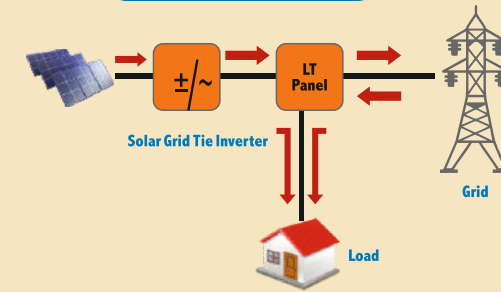 ±/~
LT
Panel
Solar Grid Tie Inverter
Grid
Load